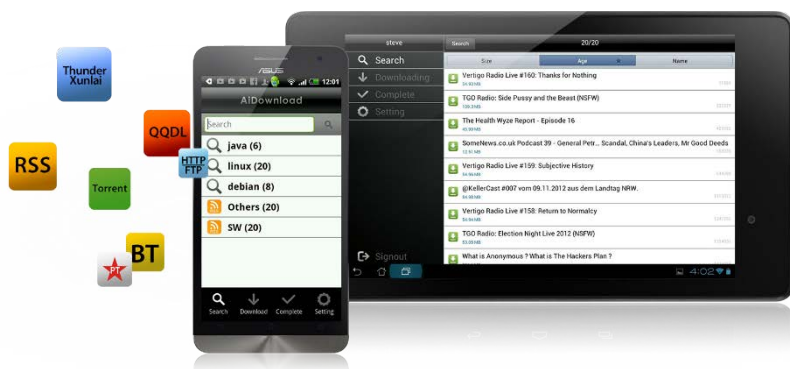 Thunder
Xunlai
QQDL
HTTP
FTP
RSS
Torrent
BT
PT
ASUS
12:01
AiDownload
Search
java (6)
linux (20)
debian (8)
Others (20)
SW (20)
Search
Download
Complete
Setting
steve
Search
20/20
Search
Downloading
Complete
Setting
Signout
Size
Age
Name
Vertigo Radio Live #160: Thanks for Nothing
TGO Radio: Side Pussy and the Beast (NSFW)
The Health Wyze Report - Episode 16
SomeNews.co.uk Podcast 39 - General Petr... Scandal, China's Leaders, Mr Good Deeds
Vertigo Radio Live #159: Subjective History
@KellerCast #007 vom 09.11.2012 aus dem Landtag NRW.
Vertigo Radio Live #158: Return to Normalcy
TGO Radio: Election Night Live 2012 (NSFW)
What is Anonymous ? What is The Hackers Plan ?
4:02